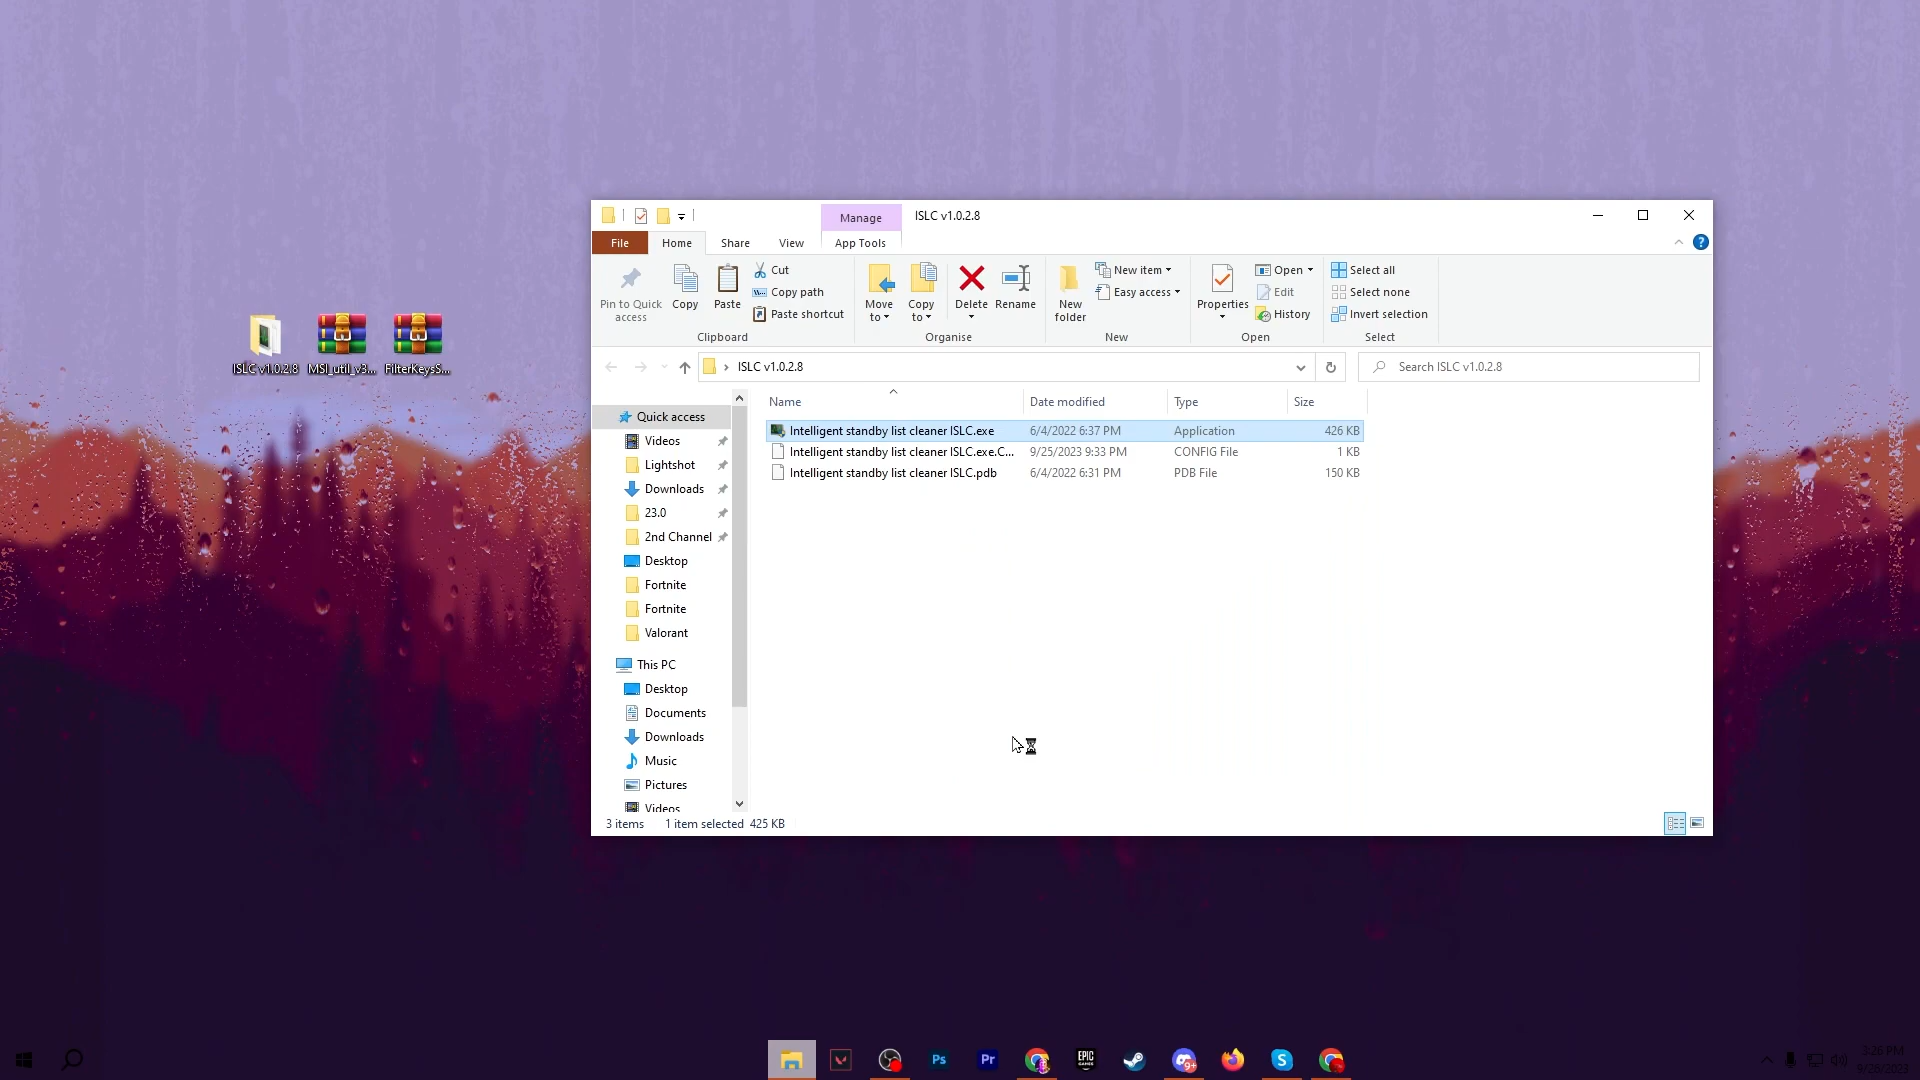 Manage
ISLC v1.0.2.8
File
Home
Share
View
App Tools
Pin to Quick access
Copy
Paste
Cut
Copy path
Paste shortcut
Clipboard
Move to
Copy to
Delete
Rename
Organise
New folder
New item
Easy access
New
Properties
Open
Edit
History
Open
Select all
Select none
Invert selection
Select
ISLC v1.0.2.8
Search ISLC v1.0.2.8
Name
Date modified
Type
Size
Intelligent standby list cleaner ISLC.exe 6/4/2022 6:37 PM Application 426 KB
Intelligent standby list cleaner ISLC.exe.C... 9/25/2023 9:33 PM CONFIG File 1 KB
Intelligent standby list cleaner ISLC.pdb 6/4/2022 6:31 PM PDB File 150 KB
Quick access
Videos
Lightshot
Downloads
23.0
2nd Channel
Desktop
Fortnite
Fortnite
Valorant
This PC
Desktop
Documents
Downloads
Music
Pictures
Videos
3 items 1 item selected 425 KB
ISLC v1.0.2.8
MSI_util_v3...
FilterKeysS...
Ps
Pr
EPIC GAMES
9+
S